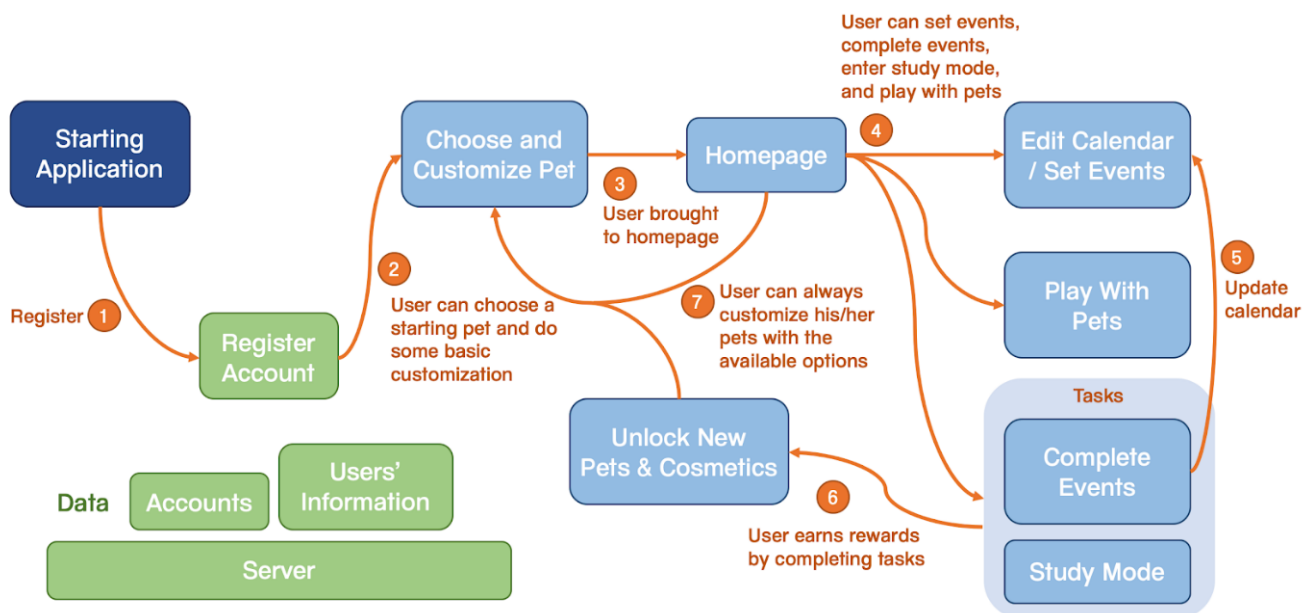 Starting
Application
Register 1
Register
Account
2
User can choose a
starting pet and do
some basic
customization
Choose and
Customize Pet
3
User brought
to homepage
Homepage
User can set events,
complete events,
enter study mode,
and play with pets
4
Edit Calendar
/ Set Events
Play With
Pets
5
Update
calendar
Tasks
Complete
Events
Study Mode
6
User earns rewards
by completing tasks
Unlock New
Pets & Cosmetics
7 User can always
customize his/her
pets with the
available options
Data
Accounts
Users'
Information
Server